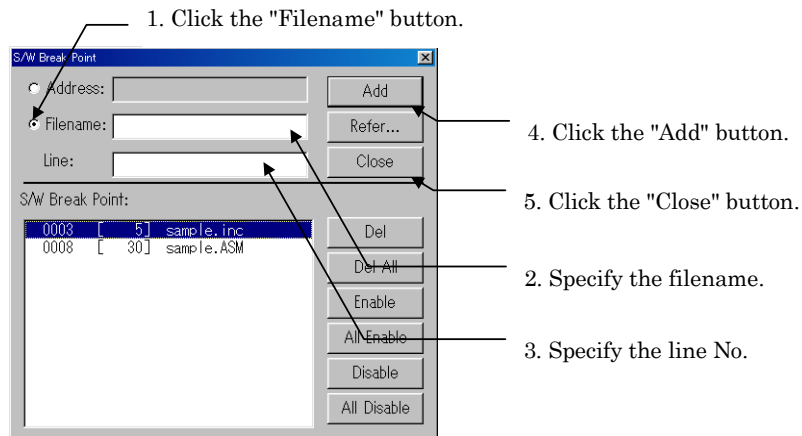 1. Click the "Filename" button.
S/W Break Point
Address:
Add
Filename:
Refer...
4. Click the "Add" button.
Line:
Close
5. Click the "Close" button.
S/W Break Point:
0003 [ 5] sample.inc
Del
0008 [ 30] sample.ASM
Del All
2. Specify the filename.
Enable
All Enable
3. Specify the line No.
Disable
All Disable